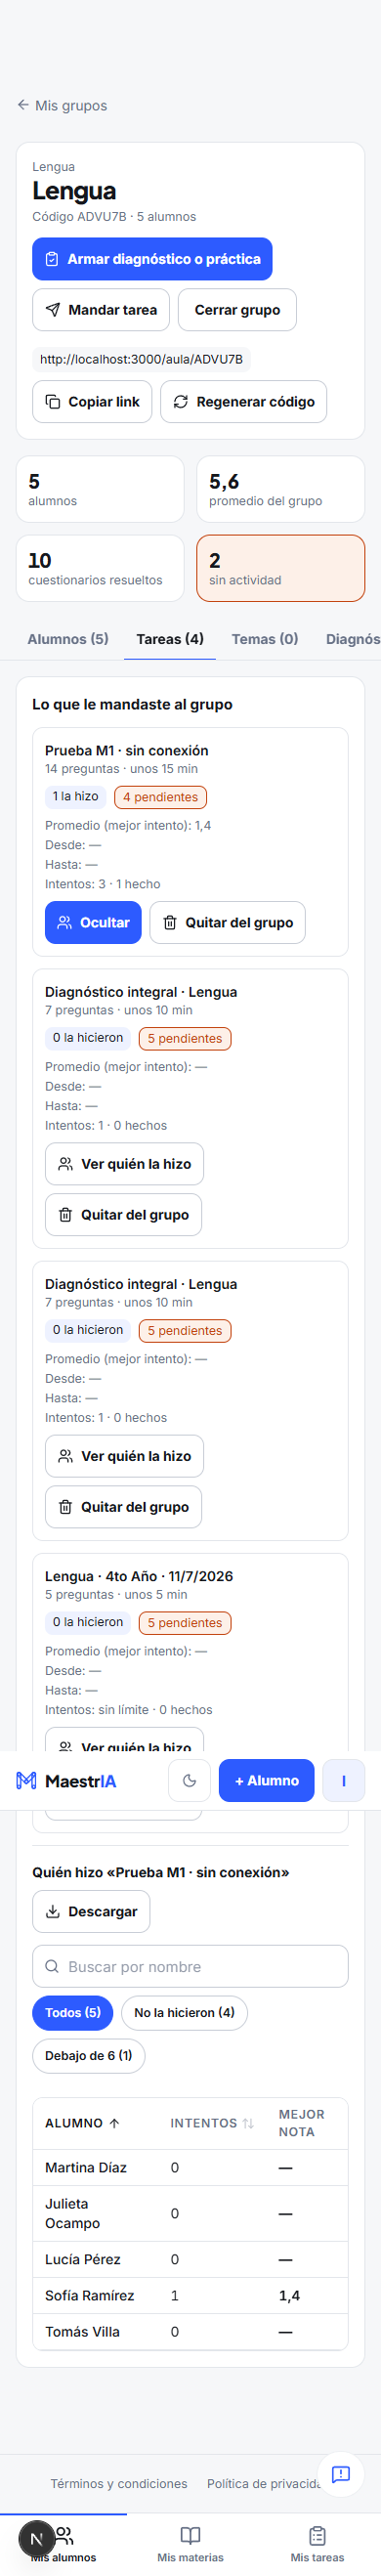 ← Mis grupos
Lengua
Lengua
Código ADVU7B · 5 alumnos
Armar diagnóstico o práctica
Mandar tarea
Cerrar grupo
http://localhost:3000/aula/ADVU7B
Copiar link
Regenerar código
5
alumnos
5,6
promedio del grupo
10
cuestionarios resueltos
2
sin actividad
Alumnos (5)
Tareas (4)
Temas (0)
Diagnós
Lo que le mandaste al grupo
Prueba M1 · sin conexión
14 preguntas · unos 15 min
1 la hizo
4 pendientes
Promedio (mejor intento): 1,4
Desde: —
Hasta: —
Intentos: 3 · 1 hecho
Ocultar
Quitar del grupo
Diagnóstico integral · Lengua
7 preguntas · unos 10 min
0 la hicieron
5 pendientes
Promedio (mejor intento): —
Desde: —
Hasta: —
Intentos: 1 · 0 hechos
Ver quién la hizo
Quitar del grupo
Diagnóstico integral · Lengua
7 preguntas · unos 10 min
0 la hicieron
5 pendientes
Promedio (mejor intento): —
Desde: —
Hasta: —
Intentos: 1 · 0 hechos
Ver quién la hizo
Quitar del grupo
Lengua · 4to Año · 11/7/2026
5 preguntas · unos 5 min
0 la hicieron
5 pendientes
Promedio (mejor intento): —
Desde: —
Hasta: —
Intentos: sin límite · 0 hechos
Ver quién la hizo
MaestrIA
+ Alumno
I
Quién hizo «Prueba M1 · sin conexión»
Descargar
Buscar por nombre
Todos (5)
No la hicieron (4)
Debajo de 6 (1)
ALUMNO ↑
INTENTOS ↑↓
MEJOR
NOTA
Martina Díaz 0 —
Julieta
Ocampo 0 —
Lucía Pérez 0 —
Sofía Ramírez 1 1,4
Tomás Villa 0 —
Términos y condiciones
Política de privacida
N
Mis alumnos
Mis materias
Mis tareas